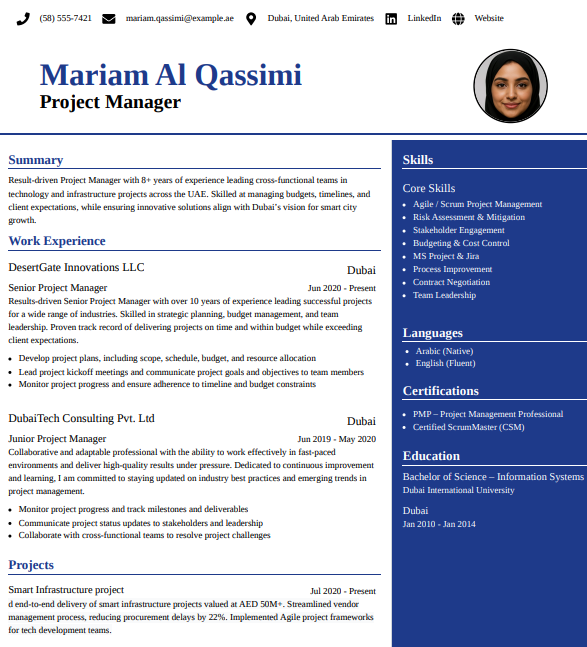 (58) 555-7421 mariam.qassimi@example.ae Dubai, United Arab Emirates LinkedIn Website
Mariam Al Qassimi
Project Manager
Summary
Result-driven Project Manager with 8+ years of experience leading cross-functional teams in
technology and infrastructure projects across the UAE. Skilled at managing budgets, timelines, and
client expectations, while ensuring innovative solutions align with Dubai's vision for smart city
growth.
Work Experience
DesertGate Innovations LLC Dubai
Senior Project Manager Jun 2020 - Present
Results-driven Senior Project Manager with over 10 years of experience leading successful projects
for a wide range of industries. Skilled in strategic planning, budget management, and team
leadership. Proven track record of delivering projects on time and within budget while exceeding
client expectations.
• Develop project plans, including scope, schedule, budget, and resource allocation
• Lead project kickoff meetings and communicate project goals and objectives to team members
• Monitor project progress and ensure adherence to timeline and budget constraints
DubaiTech Consulting Pvt. Ltd Dubai
Junior Project Manager Jun 2019 - May 2020
Collaborative and adaptable professional with the ability to work effectively in fast-paced
environments and deliver high-quality results under pressure. Dedicated to continuous improvement
and learning, I am committed to staying updated on industry best practices and emerging trends in
project management.
• Monitor project progress and track milestones and deliverables
• Communicate project status updates to stakeholders and leadership
• Collaborate with cross-functional teams to resolve project challenges
Projects
Smart Infrastructure project Jul 2020 - Present
d end-to-end delivery of smart infrastructure projects valued at AED 50M+. Streamlined vendor
management process, reducing procurement delays by 22%. Implemented Agile project frameworks
for tech development teams.
Skills
Core Skills
• Agile / Scrum Project Management
• Risk Assessment & Mitigation
• Stakeholder Engagement
• Budgeting & Cost Control
• MS Project & Jira
• Process Improvement
• Contract Negotiation
• Team Leadership
Languages
• Arabic (Native)
• English (Fluent)
Certifications
• PMP – Project Management Professional
• Certified ScrumMaster (CSM)
Education
Bachelor of Science – Information Systems
Dubai International University
Dubai
Jan 2010 - Jan 2014